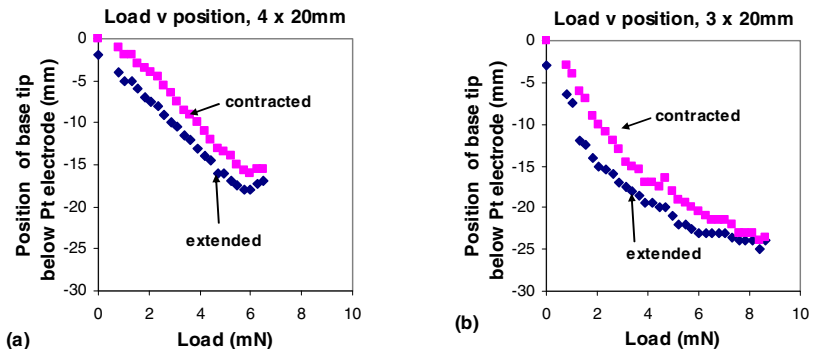 Load v position, 4 x 20mm
0
-5
-10
-15
-20
-25
-30
Position of base tip
below Pt electrode (mm)
contracted
extended
0 2 4 6 8 10
(a)
Load (mN)
Load v position, 3 x 20mm
0
-5
-10
-15
-20
-25
-30
Position of base tip
below Pt electrode (mm)
contracted
extended
0 2 4 6 8 10
(b)
Load (mN)